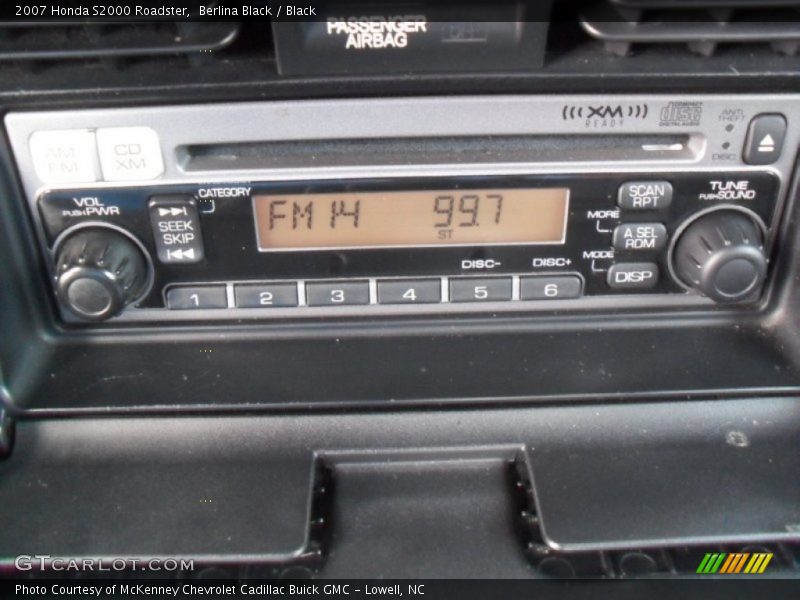 2007 Honda S2000 Roadster, Berlina Black / Black
PASSENGER
AIRBAG
OFF
AM
FM
CD
XM
(((XM)))
READY
COMPACT
disc
DIGITAL AUDIO
ANTI
THEFT
DISC
VOL
PUSH PWR
SEEK
SKIP
CATEGORY
FM 14 99.7
ST
SCAN
RPT
MORE
A.SEL
RDM
MODE
DISP
TUNE
PUSH SOUND
DISC- DISC+
1 2 3 4 5 6
GTCARLOT.COM
Photo Courtesy of McKenney Chevrolet Cadillac Buick GMC - Lowell, NC